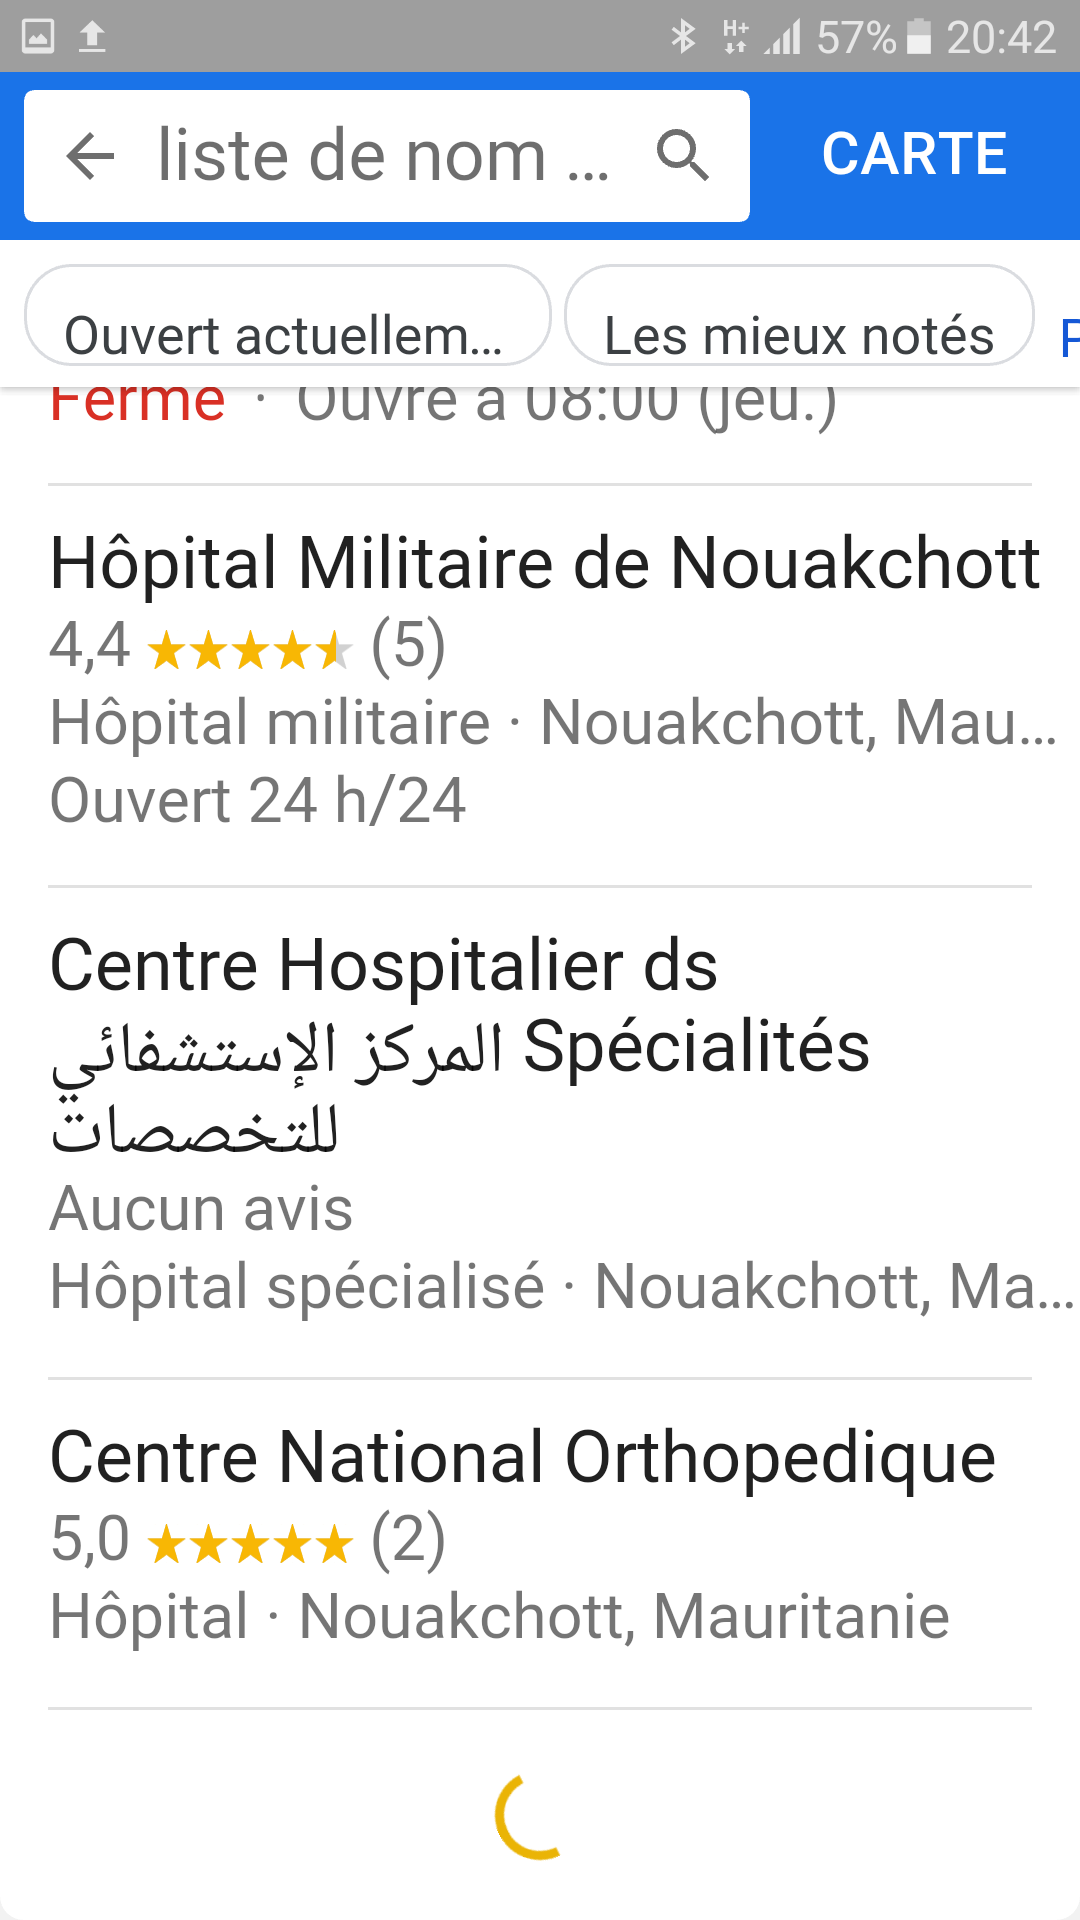 H+ 57% 20:42
liste de nom ... CARTE
Ouvert actuellem... Les mieux notés
Fermé · Ouvre à 08:00 (jeu.)
Hôpital Militaire de Nouakchott
4,4 (5)
Hôpital militaire · Nouakchott, Mau...
Ouvert 24 h/24
Centre Hospitalier ds
Spécialités المركز الإستشفائي
للتخصصات
Aucun avis
Hôpital spécialisé · Nouakchott, Ma...
Centre National Orthopedique
5,0 (2)
Hôpital · Nouakchott, Mauritanie